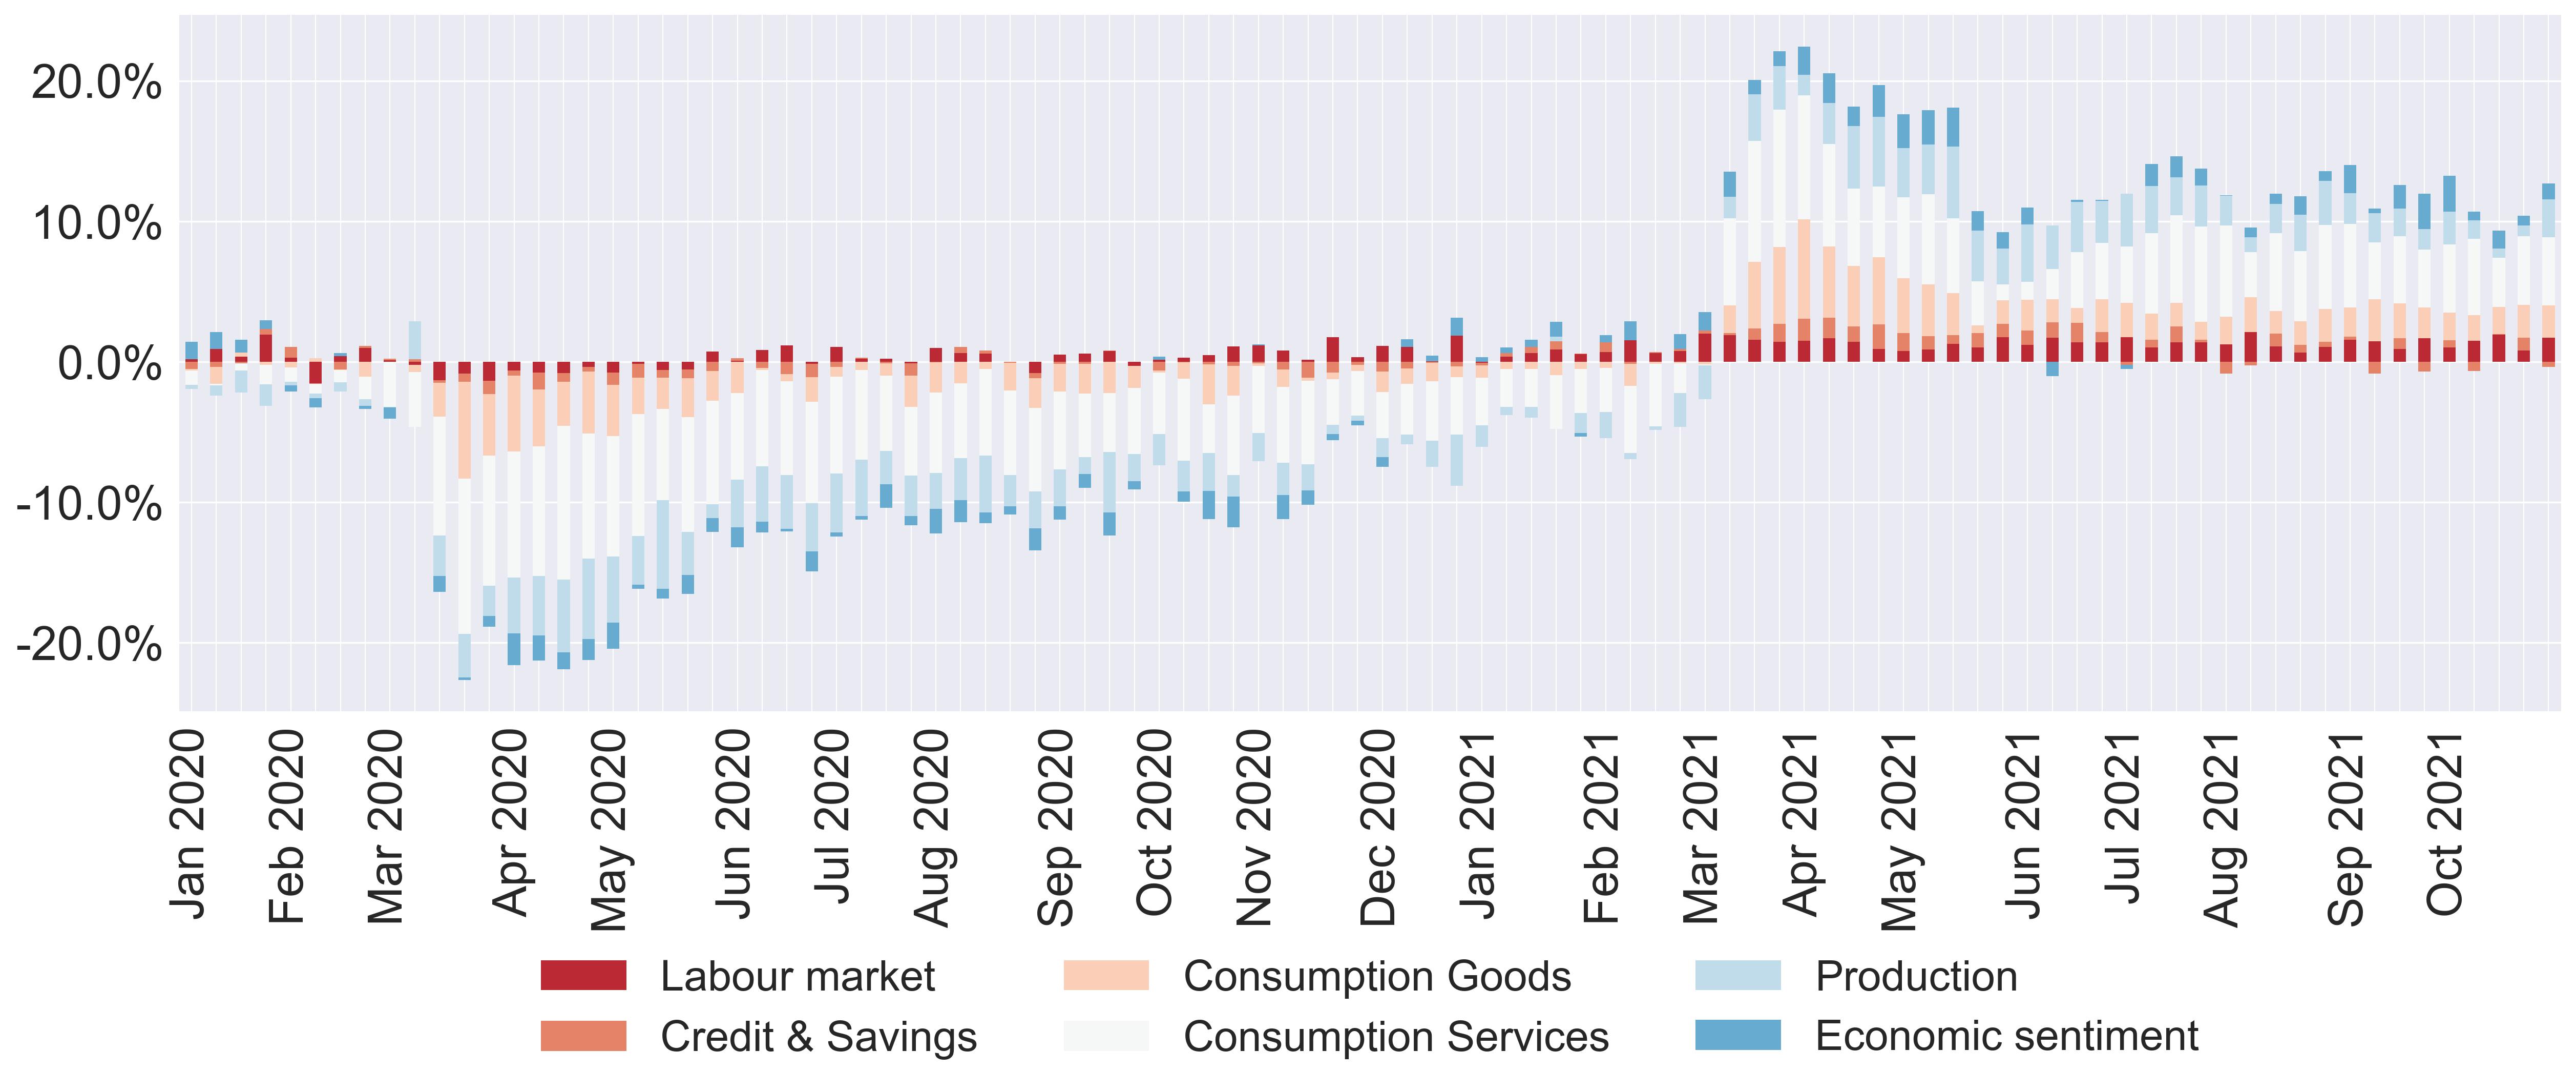 20.0%
10.0%
0.0%
-10.0%
-20.0%
Jan 2020
Feb 2020
Mar 2020
Apr 2020
May 2020
Jun 2020
Jul 2020
Aug 2020
Sep 2020
Oct 2020
Nov 2020
Dec 2020
Jan 2021
Feb 2021
Mar 2021
Apr 2021
May 2021
Jun 2021
Jul 2021
Aug 2021
Sep 2021
Oct 2021
Labour market
Consumption Goods
Production
Credit & Savings
Consumption Services
Economic sentiment